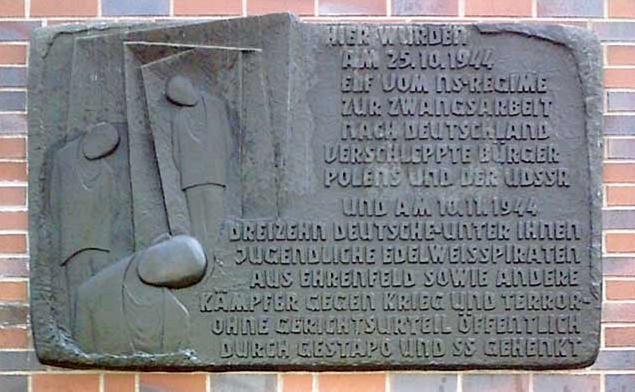 HIER WURDEN
AM 25.10.1944
ELF VOM NS-REGIME
ZUR ZWANGSARBEIT
NACH DEUTSCHLAND
VERSCHLEPPTE BÜRGER
POLENS UND DER UDSSR
UND AM 10.11.1944
DREIZEHN DEUTSCHE-UNTER IHNEN
JUGENDLICHE EDELWEISSPIRATEN
AUS EHRENFELD SOWIE ANDERE
KÄMPFER GEGEN KRIEG UND TERROR-
OHNE GERICHTSURTEIL ÖFFENTLICH
DURCH GESTAPO UND SS GEHENKT